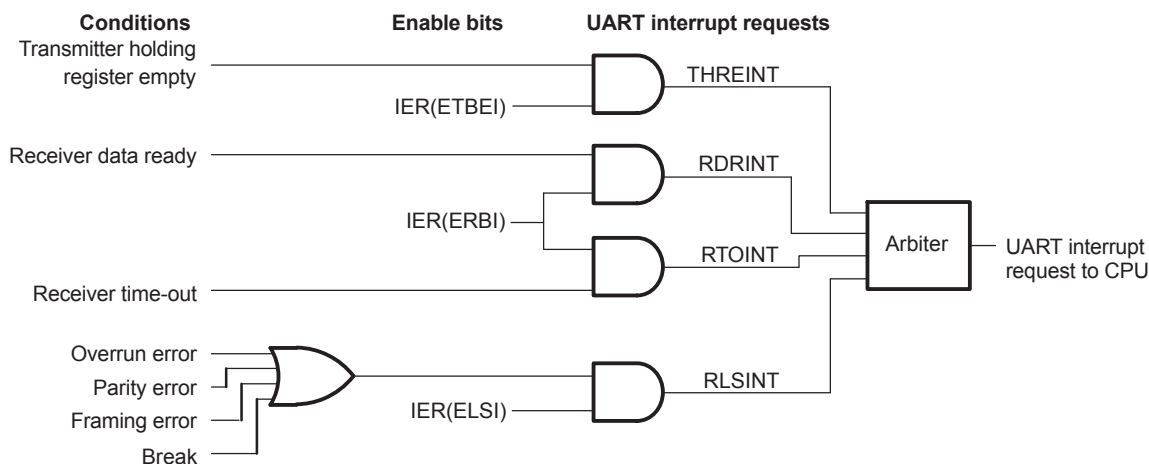 Conditions
Enable bits
UART interrupt requests
Transmitter holding
register empty
THREINT
IER(ETBEI)
Receiver data ready
RDRINT
IER(ERBI)
Arbiter
UART interrupt
request to CPU
RTOINT
Receiver time-out
Overrun error
Parity error
Framing error
Break
RLSINT
IER(ELSI)